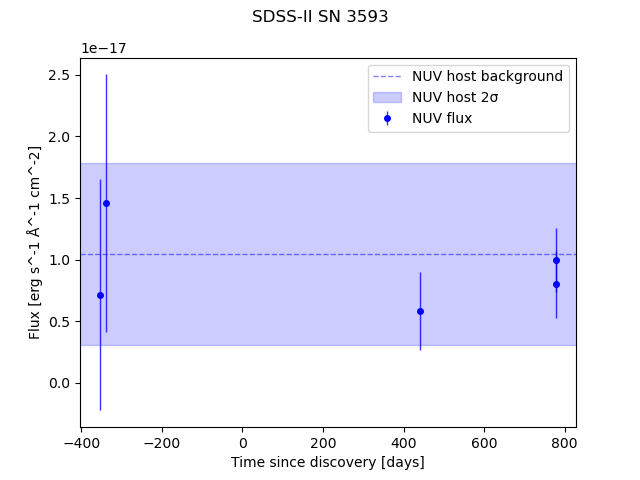 SDSS-II SN 3593
1e−17
NUV host background
NUV host 2σ
NUV flux
2.5
2.0
1.5
1.0
0.5
0.0
Flux [erg s^-1 Å^-1 cm^-2]
−400 −200 0 200 400 600 800
Time since discovery [days]